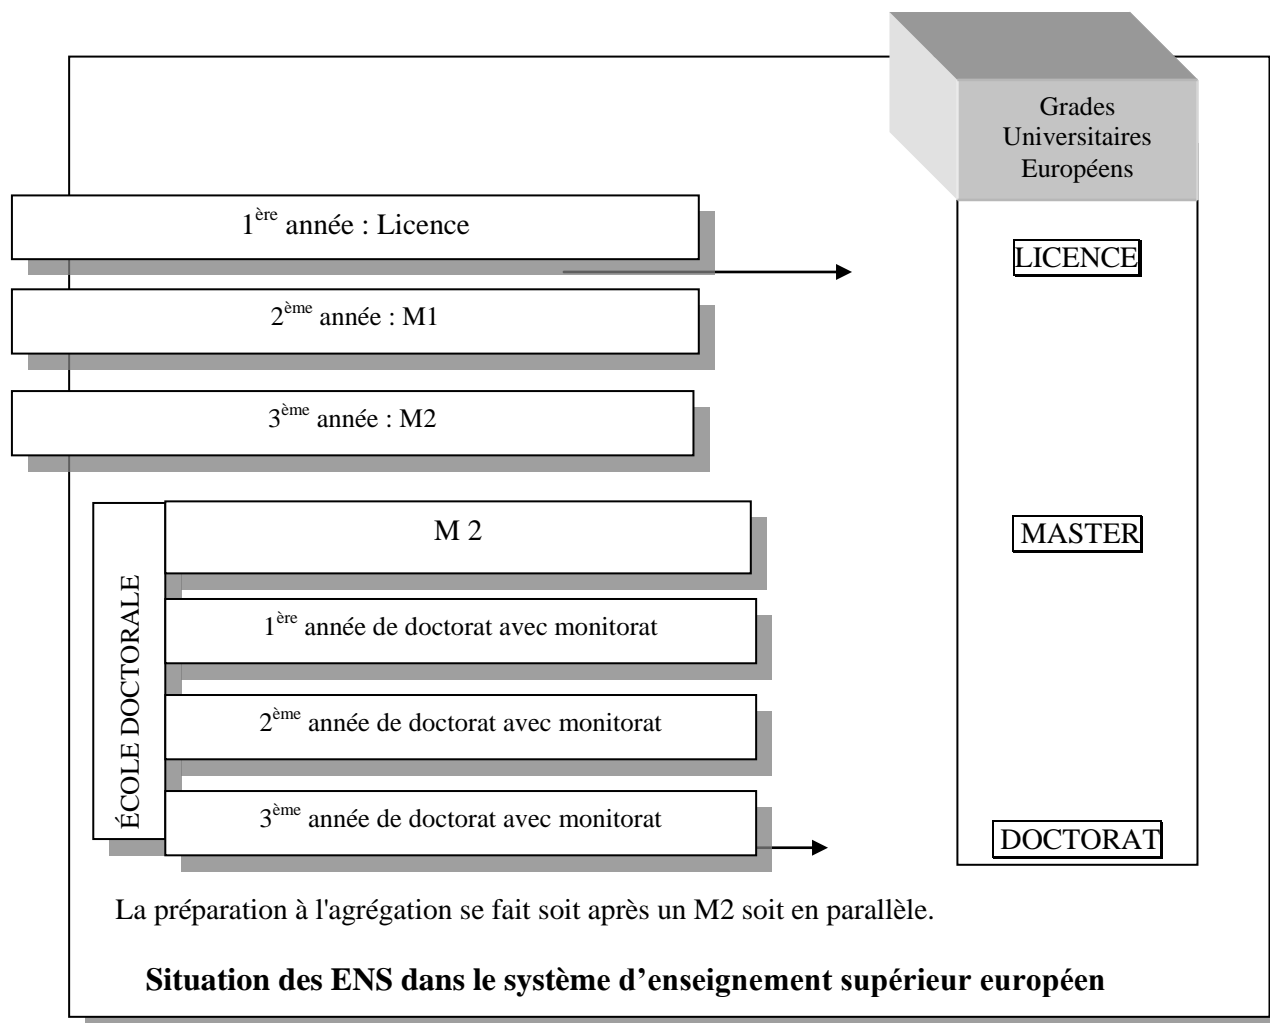 Grades
Universitaires
Européens
1ère année : Licence
LICENCE
2ème année : M1
3ème année : M2
M 2
MASTER
ÉCOLE DOCTORALE
1ère année de doctorat avec monitorat
2ème année de doctorat avec monitorat
3ème année de doctorat avec monitorat
DOCTORAT
La préparation à l'agrégation se fait soit après un M2 soit en parallèle.
Situation des ENS dans le système d’enseignement supérieur européen